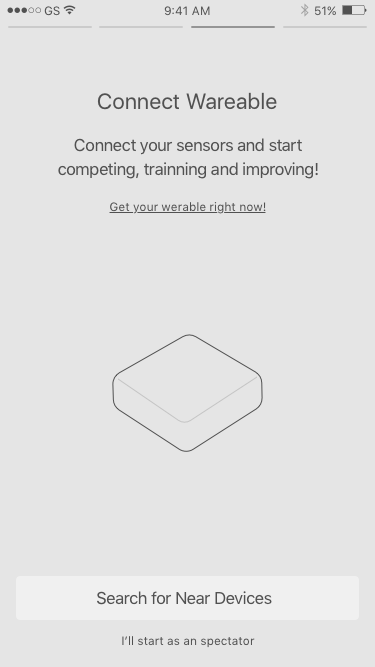 GS 9:41 AM 51%
Connect Wareable
Connect your sensors and start
competing, trainning and improving!
Get your werable right now!
Search for Near Devices
I'll start as an spectator